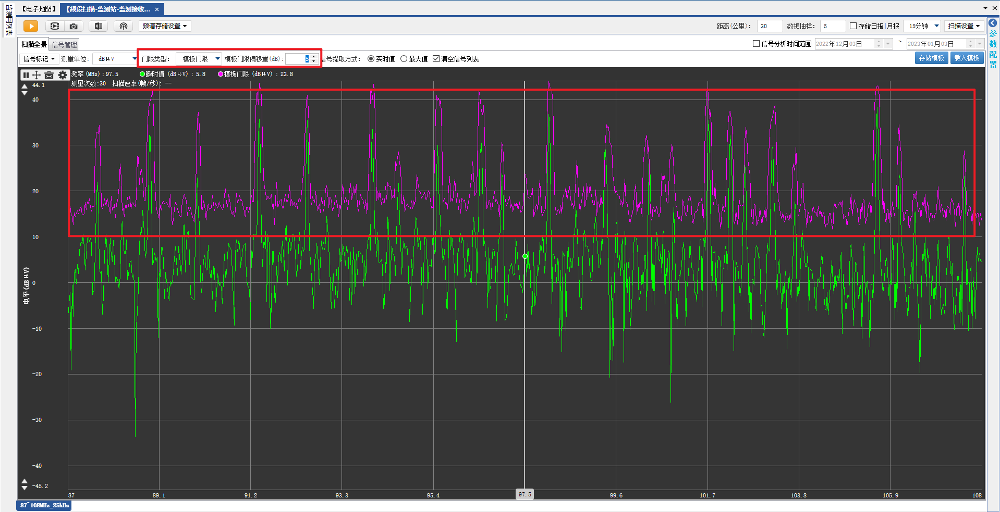 【电子地图】
【频段扫描-监测站-监测接收... ×
监测网列表
频谱存储设置
距离(公里): 30
数据抽样: 5
存储日报|月报
15分钟
扫描设置
参数配置
扫描全景
信号管理
信号分析时间范围 2022年12月03日 ~ 2023年01月03日
信号标记
测量单位: dBμV
门限类型: 模板门限
模板门限偏移量(dB): 5
信号提取方式: 实时值 最大值 清空信号列表
存储模板
载入模板
频率(MHz):97.5
瞬时值(dBμV):5.8
模板门限(dBμV):23.8
测量次数:30 扫描速率(帧/秒):--
44.1
40
30
20
10
0
-10
-20
-30
-40
-45.2
电平(dBμV)
87
89.1
91.2
93.3
95.4
97.5
99.6
101.7
103.8
105.9
108
87~108MHz_25kHz